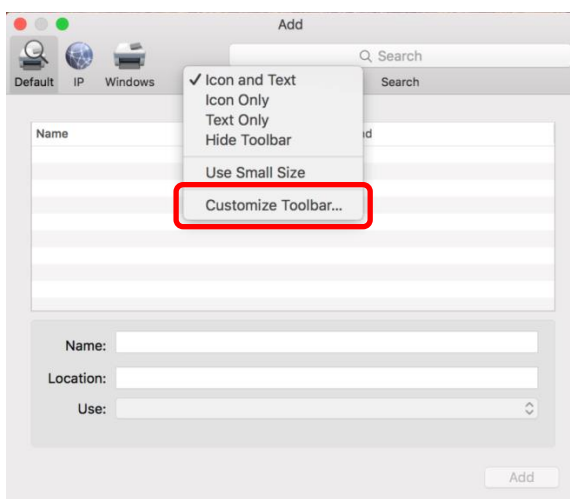 Add
Search
Default IP Windows Search
✓ Icon and Text
Icon Only
Text Only
Hide Toolbar
Use Small Size
Customize Toolbar...
Name
Name:
Location:
Use:
Add